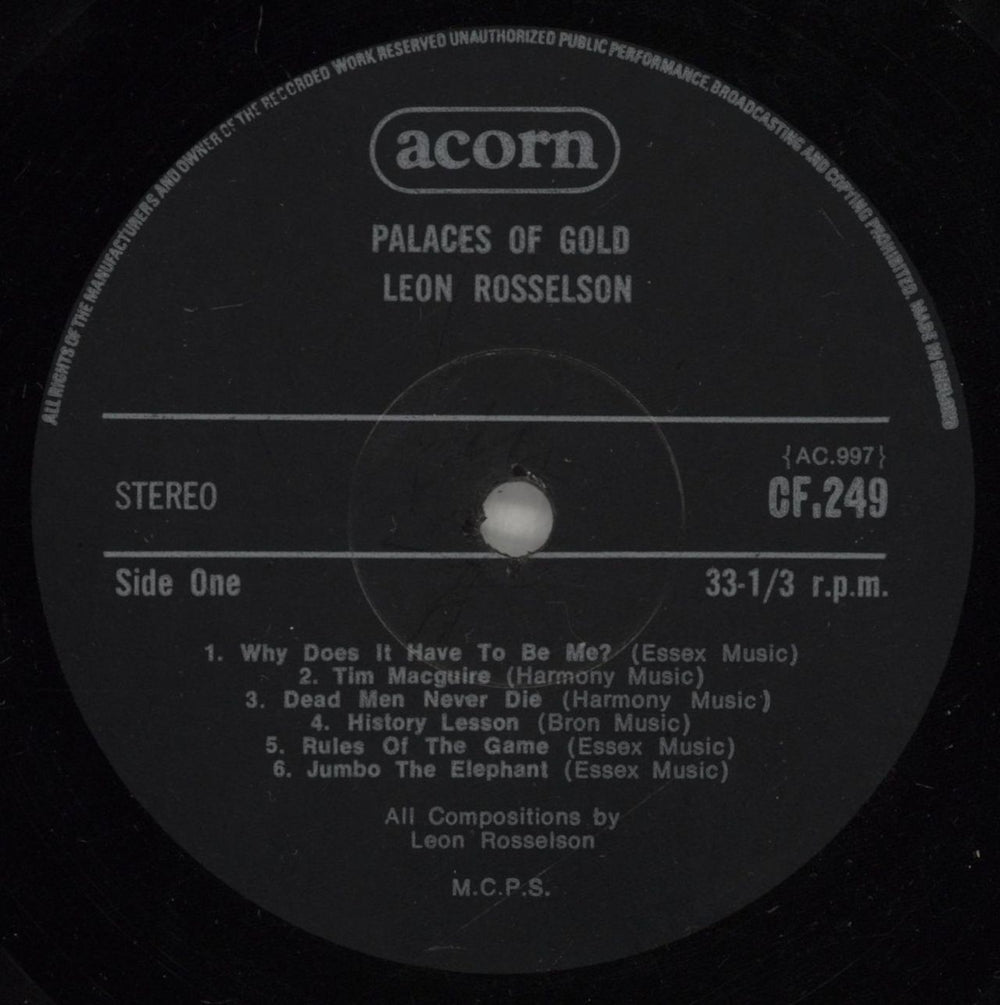 ALL RIGHTS OF THE MANUFACTURERS AND OWNER OF THE RECORDED WORK RESERVED UNAUTHORIZED PUBLIC PERFORMANCE BROADCASTING AND COPYING PROHIBITED. MADE IN ENGLAND
acorn
PALACES OF GOLD
LEON ROSSELSON
{AC.997}
STEREO CF.249
Side One 33-1/3 r.p.m.
1. Why Does It Have To Be Me? (Essex Music)
2. Tim Macguire (Harmony Music)
3. Dead Men Never Die (Harmony Music)
4. History Lesson (Bron Music)
5. Rules Of The Game (Essex Music)
6. Jumbo The Elephant (Essex Music)
All Compositions by
Leon Rosselson
M.C.P.S.